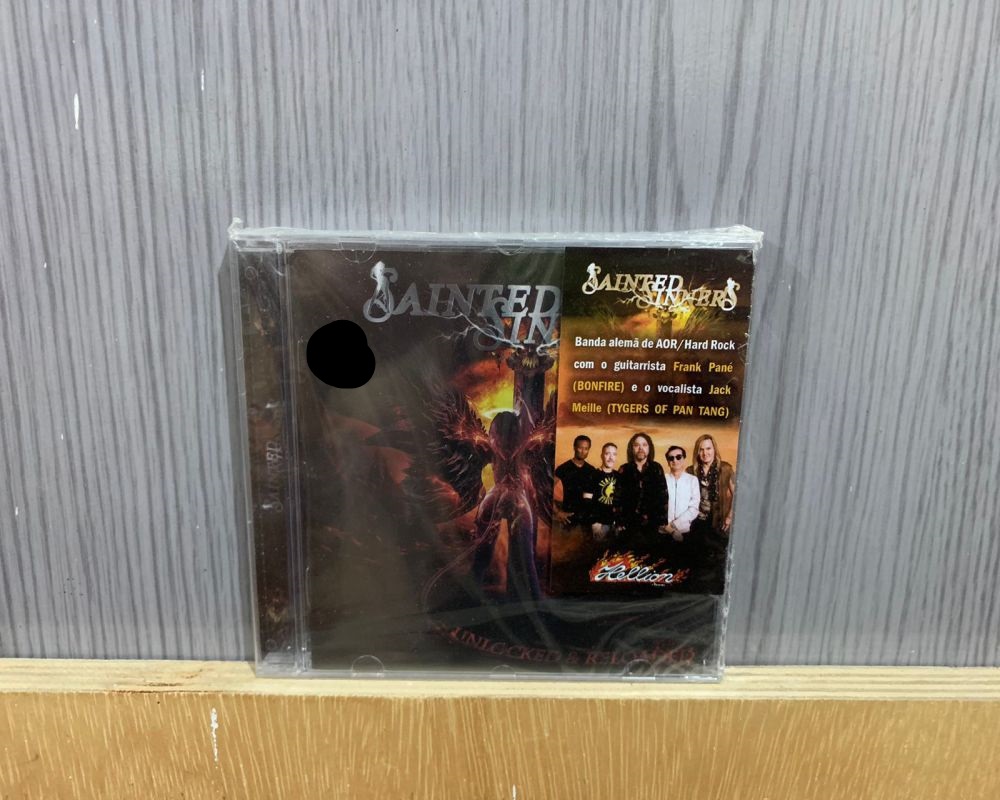 SAINTED
SINNERS
SAINTED
SIN
Banda alemã de AOR/Hard Rock
com o guitarrista Frank Pané
(BONFIRE) e o vocalista Jack
Meille (TYGERS OF PAN TANG)
SAINTED
Hellion
UNLOCKED & RELOADED